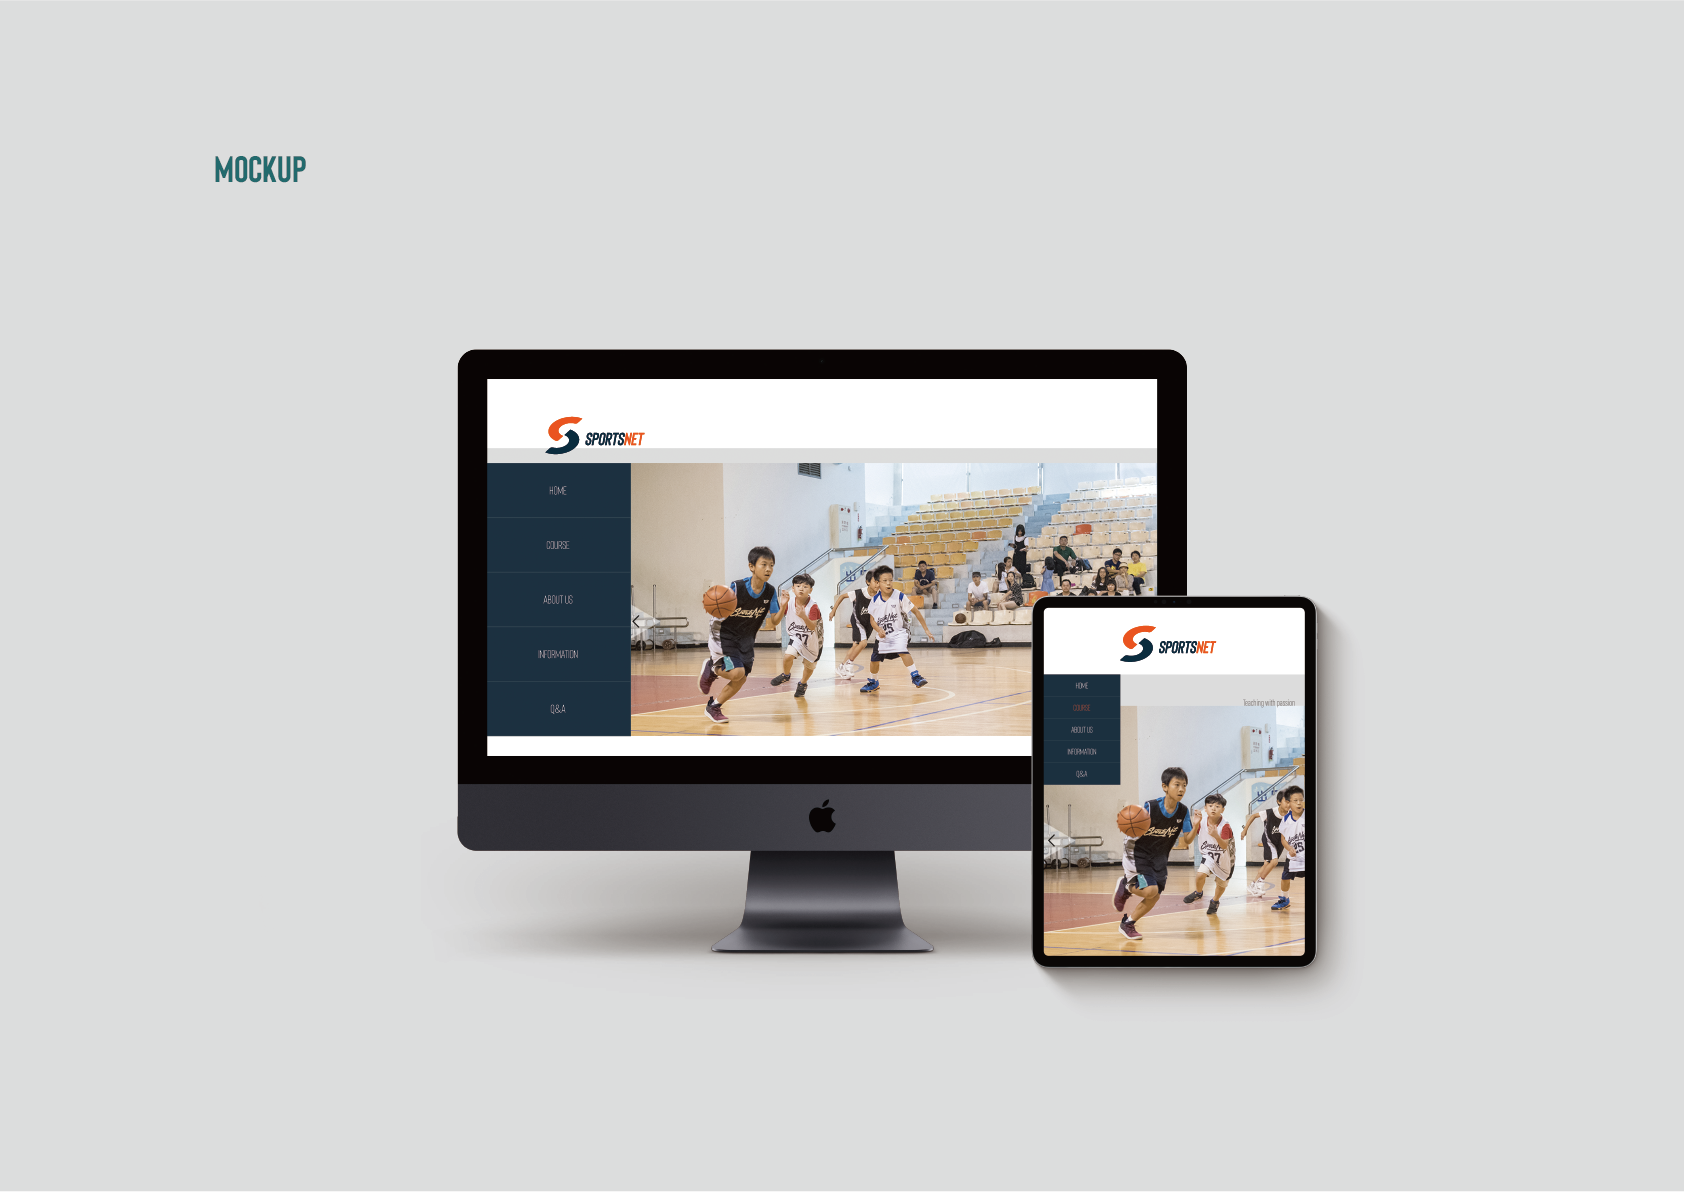 MOCKUP
SPORTSNET
HOME
COURSE
ABOUT US
INFORMATION
Q&A
SPORTSNET
HOME
COURSE
ABOUT US
INFORMATION
Q&A
Teaching with passion